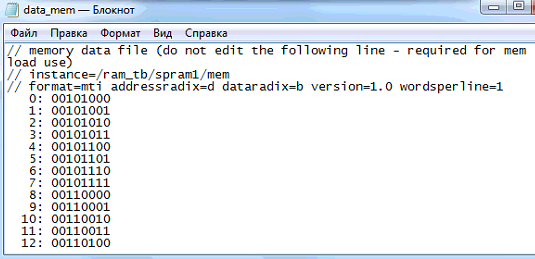 data_mem — Блокнот
Файл Правка Формат Вид Справка
// memory data file (do not edit the following line - required for mem
load use)
// instance=/ram_tb/spram1/mem
// format=mti addressradix=d dataradix=b version=1.0 wordsperline=1
0: 00101000
1: 00101001
2: 00101010
3: 00101011
4: 00101100
5: 00101101
6: 00101110
7: 00101111
8: 00110000
9: 00110001
10: 00110010
11: 00110011
12: 00110100